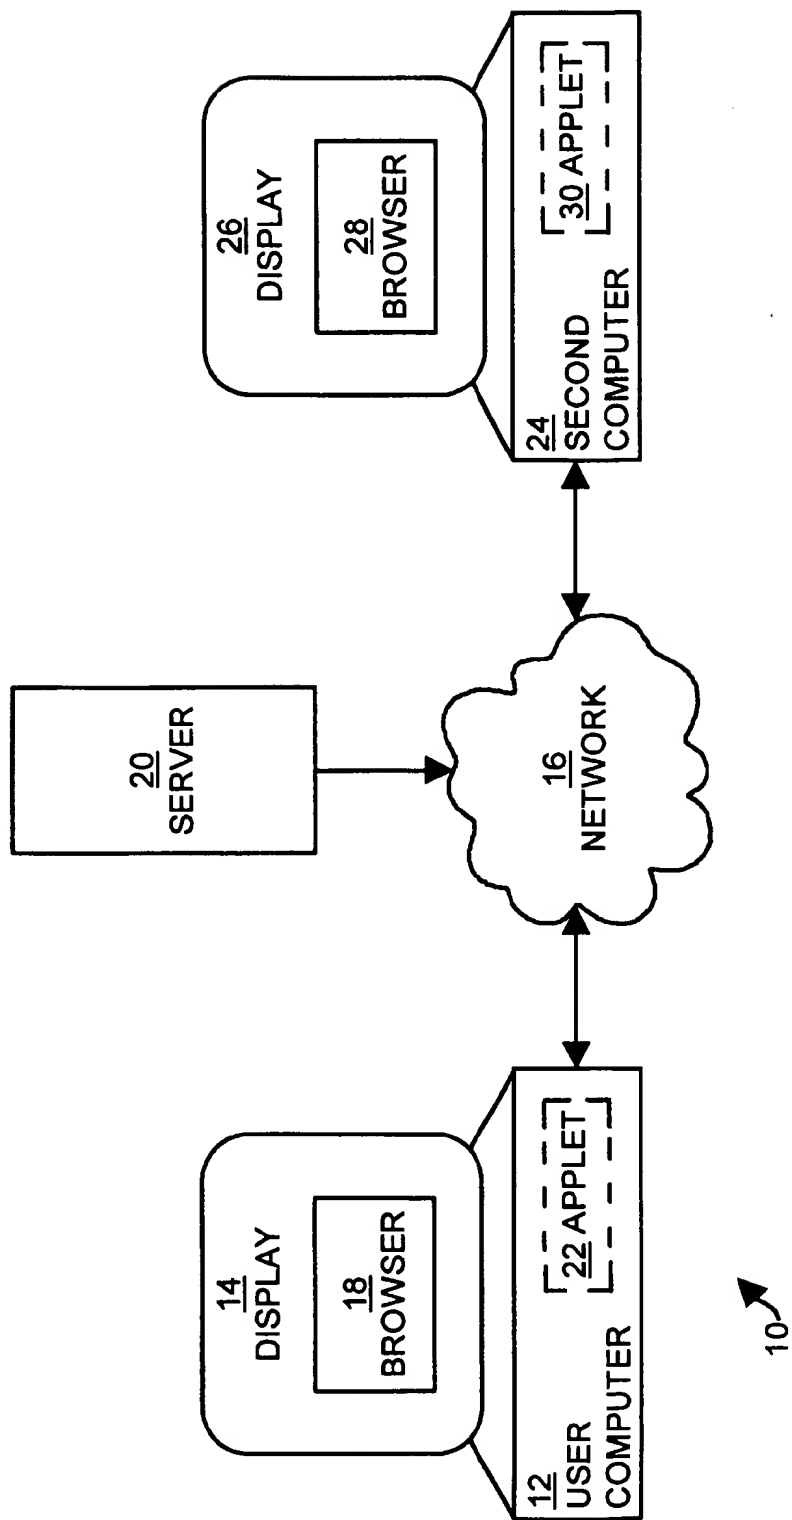 20
SERVER
14
DISPLAY
18
BROWSER
12
USER
COMPUTER
22 APPLET
16
NETWORK
26
DISPLAY
28
BROWSER
24
SECOND
COMPUTER
30 APPLET
10